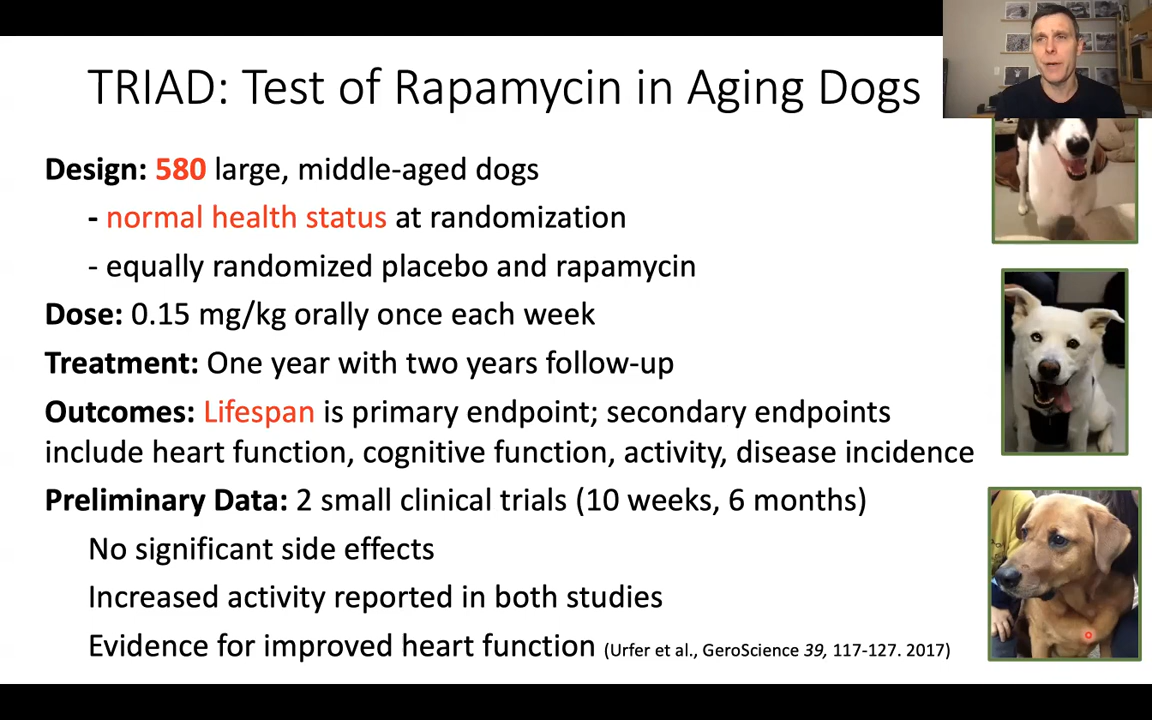 TRIAD: Test of Rapamycin in Aging Dogs
Design: 580 large, middle-aged dogs
- normal health status at randomization
- equally randomized placebo and rapamycin
Dose: 0.15 mg/kg orally once each week
Treatment: One year with two years follow-up
Outcomes: Lifespan is primary endpoint; secondary endpoints
include heart function, cognitive function, activity, disease incidence
Preliminary Data: 2 small clinical trials (10 weeks, 6 months)
No significant side effects
Increased activity reported in both studies
Evidence for improved heart function (Urfer et al., GeroScience 39, 117-127. 2017)